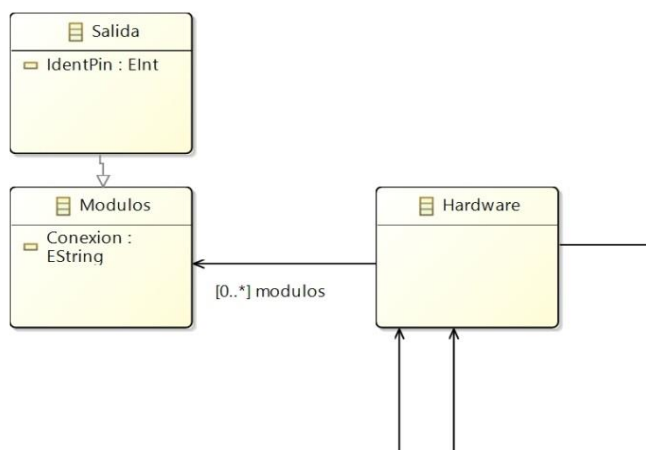 Salida
IdentPin : EInt
Modulos
Conexion :
EString
[0..*] modulos
Hardware